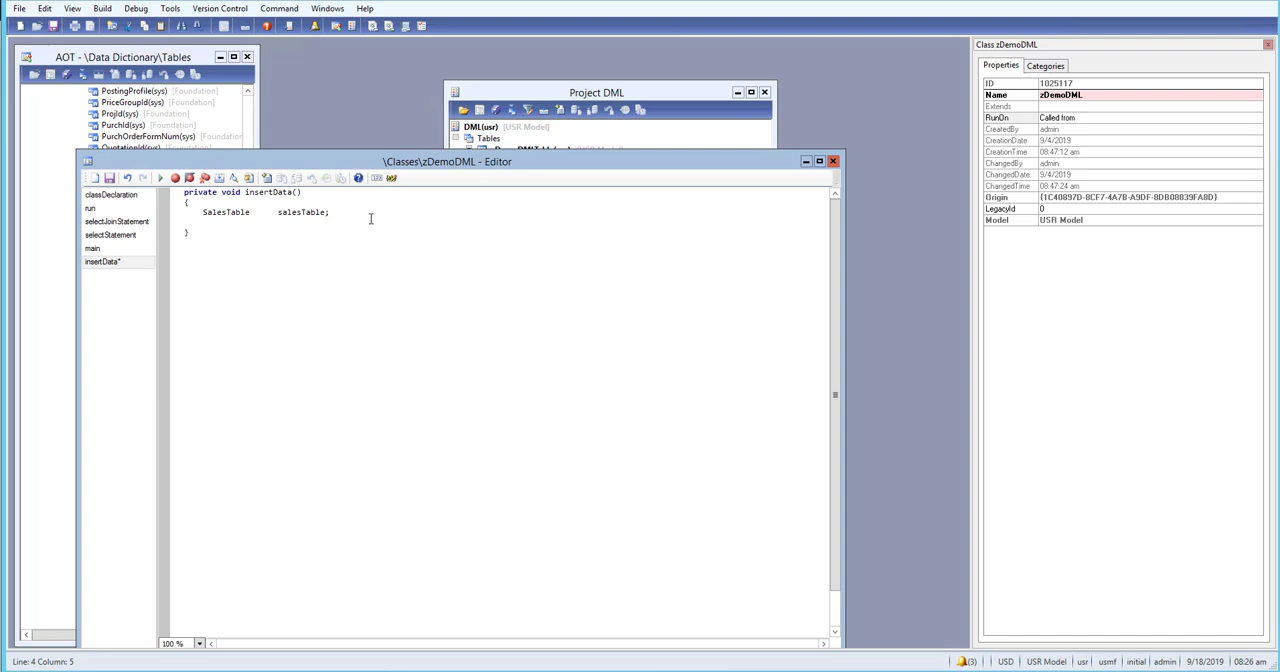 File Edit View Build Debug Tools Version Control Command Windows Help
AOT - \Data Dictionary\Tables
PostingProfile(sys) [Foundation]
PriceGroupId(sys) [Foundation]
ProjId(sys) [Foundation]
PurchId(sys) [Foundation]
PurchOrderFormNum(sys) [Foundation
QuotationId(sys)
Project DML
DML(usr) [USR Model]
Tables
\Classes\zDemoDML - Editor
classDeclaration
run
selectJoinStatement
selectStatement
main
insertData*
private void insertData()
{
SalesTable salesTable;
}
100 %
Class zDemoDML
Properties Categories
ID 1025117
Name zDemoDML
Extends
RunOn Called from
CreatedBy admin
CreationDate 9/4/2019
CreationTime 08:47:12 am
ChangedBy admin
ChangedDate 9/4/2019
ChangedTime 08:47:24 am
Origin {1C40897D-8CF7-4A7B-A9DF-8DB08839FA8D}
LegacyId 0
Model USR Model
Line: 4 Column: 5
(3) USD USR Model usr usmf initial admin 9/18/2019 08:26 am